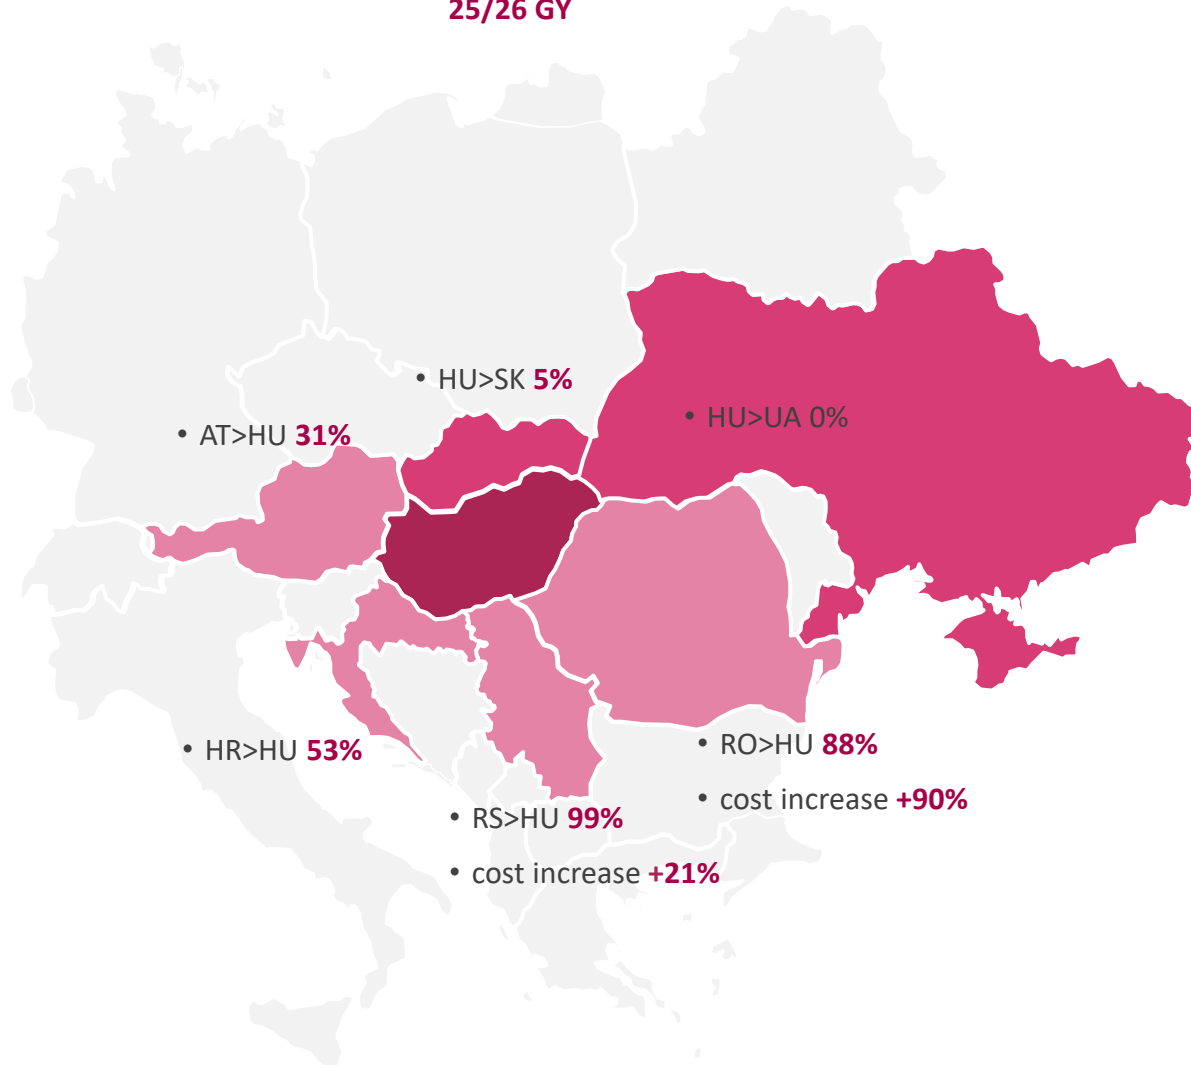 25/26 GY
• HU>SK 5%
• HU>UA 0%
• AT>HU 31%
• HR>HU 53%
• RO>HU 88%
• cost increase +90%
• RS>HU 99%
• cost increase +21%